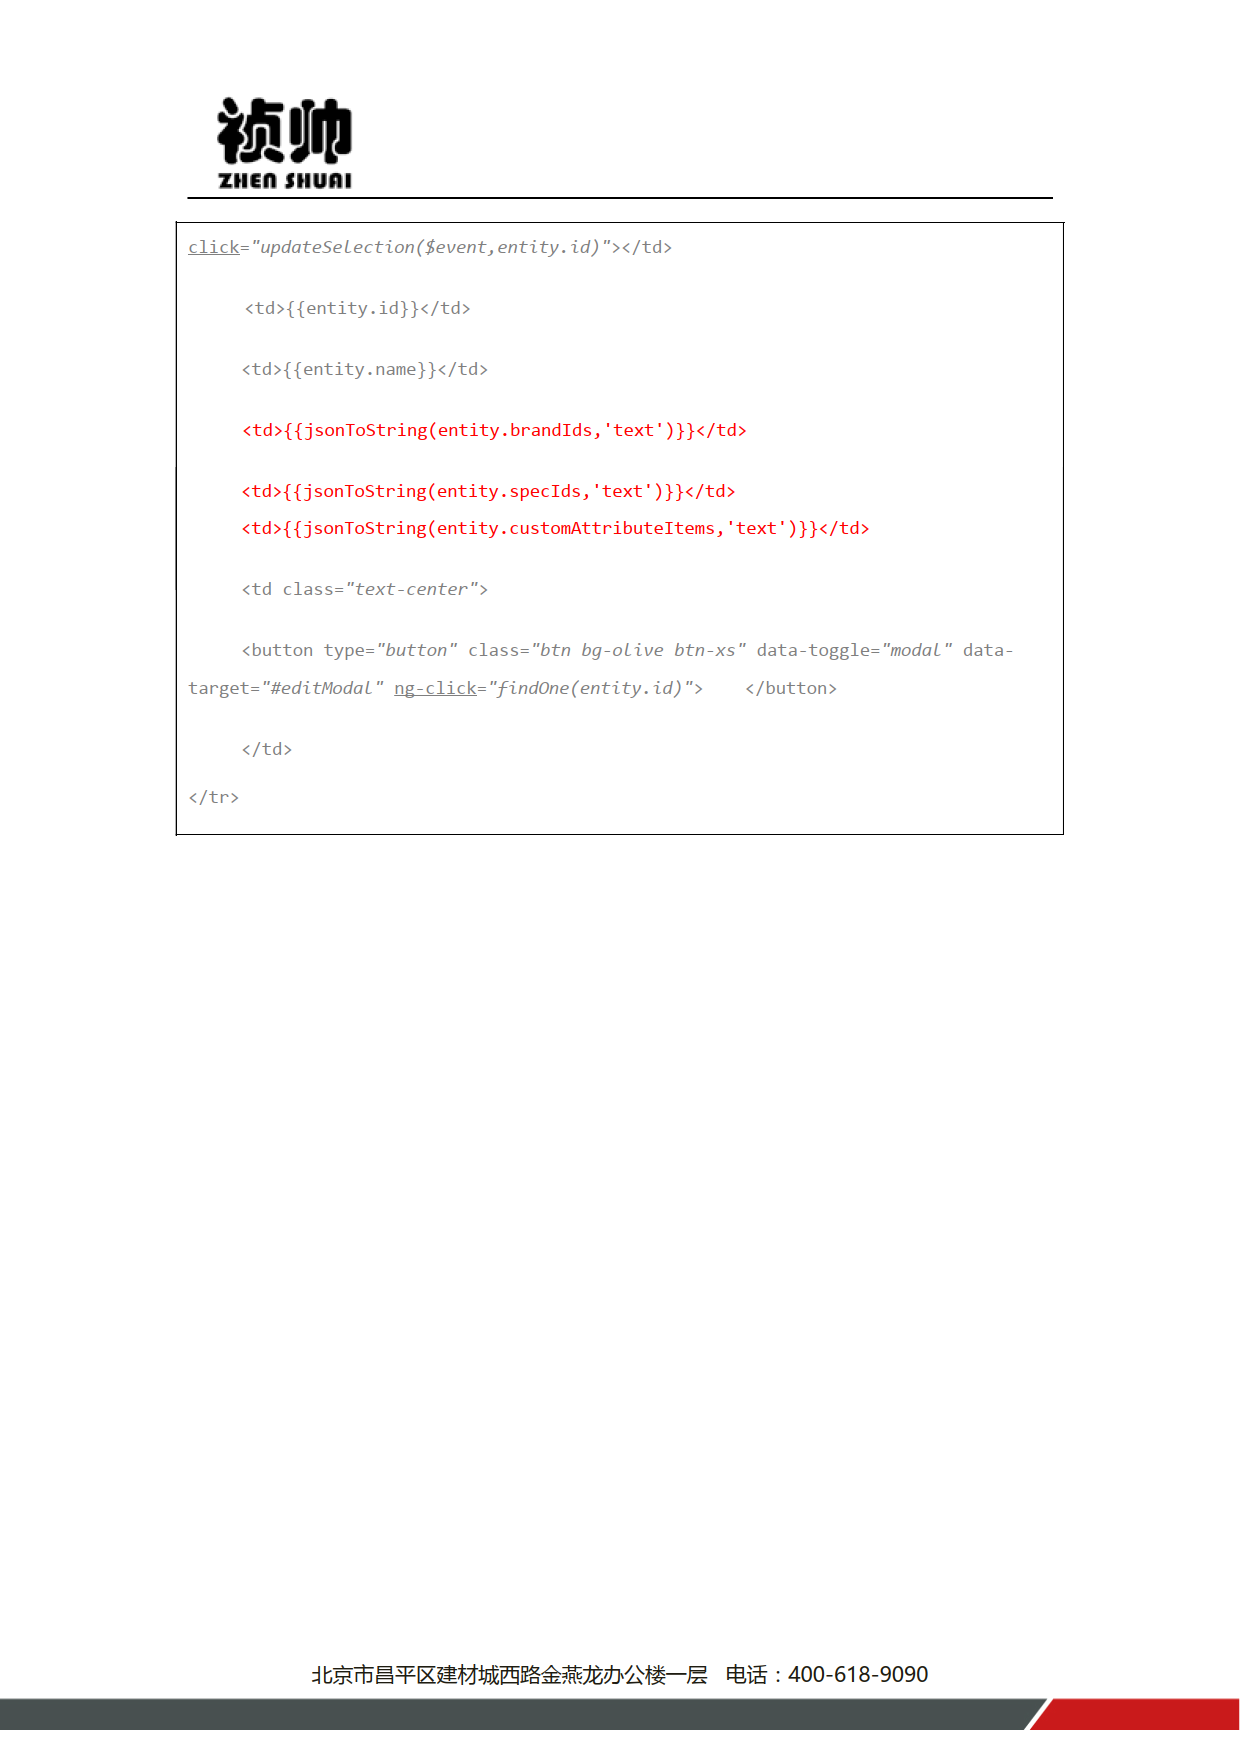 祯帅
ZHEN SHUAI
click="updateSelection($event,entity.id)"></td>
<td>{{entity.id}}</td>
<td>{{entity.name}}</td>
<td>{{jsonToString(entity.brandIds,'text')}}</td>
<td>{{jsonToString(entity.specIds,'text')}}</td>
<td>{{jsonToString(entity.customAttributeItems,'text')}}</td>
<td class="text-center">
<button type="button" class="btn bg-olive btn-xs" data-toggle="modal" data-
target="#editModal" ng-click="findOne(entity.id)">    </button>
</td>
</tr>
北京市昌平区建材城西路金燕龙办公楼一层   电话：400-618-9090